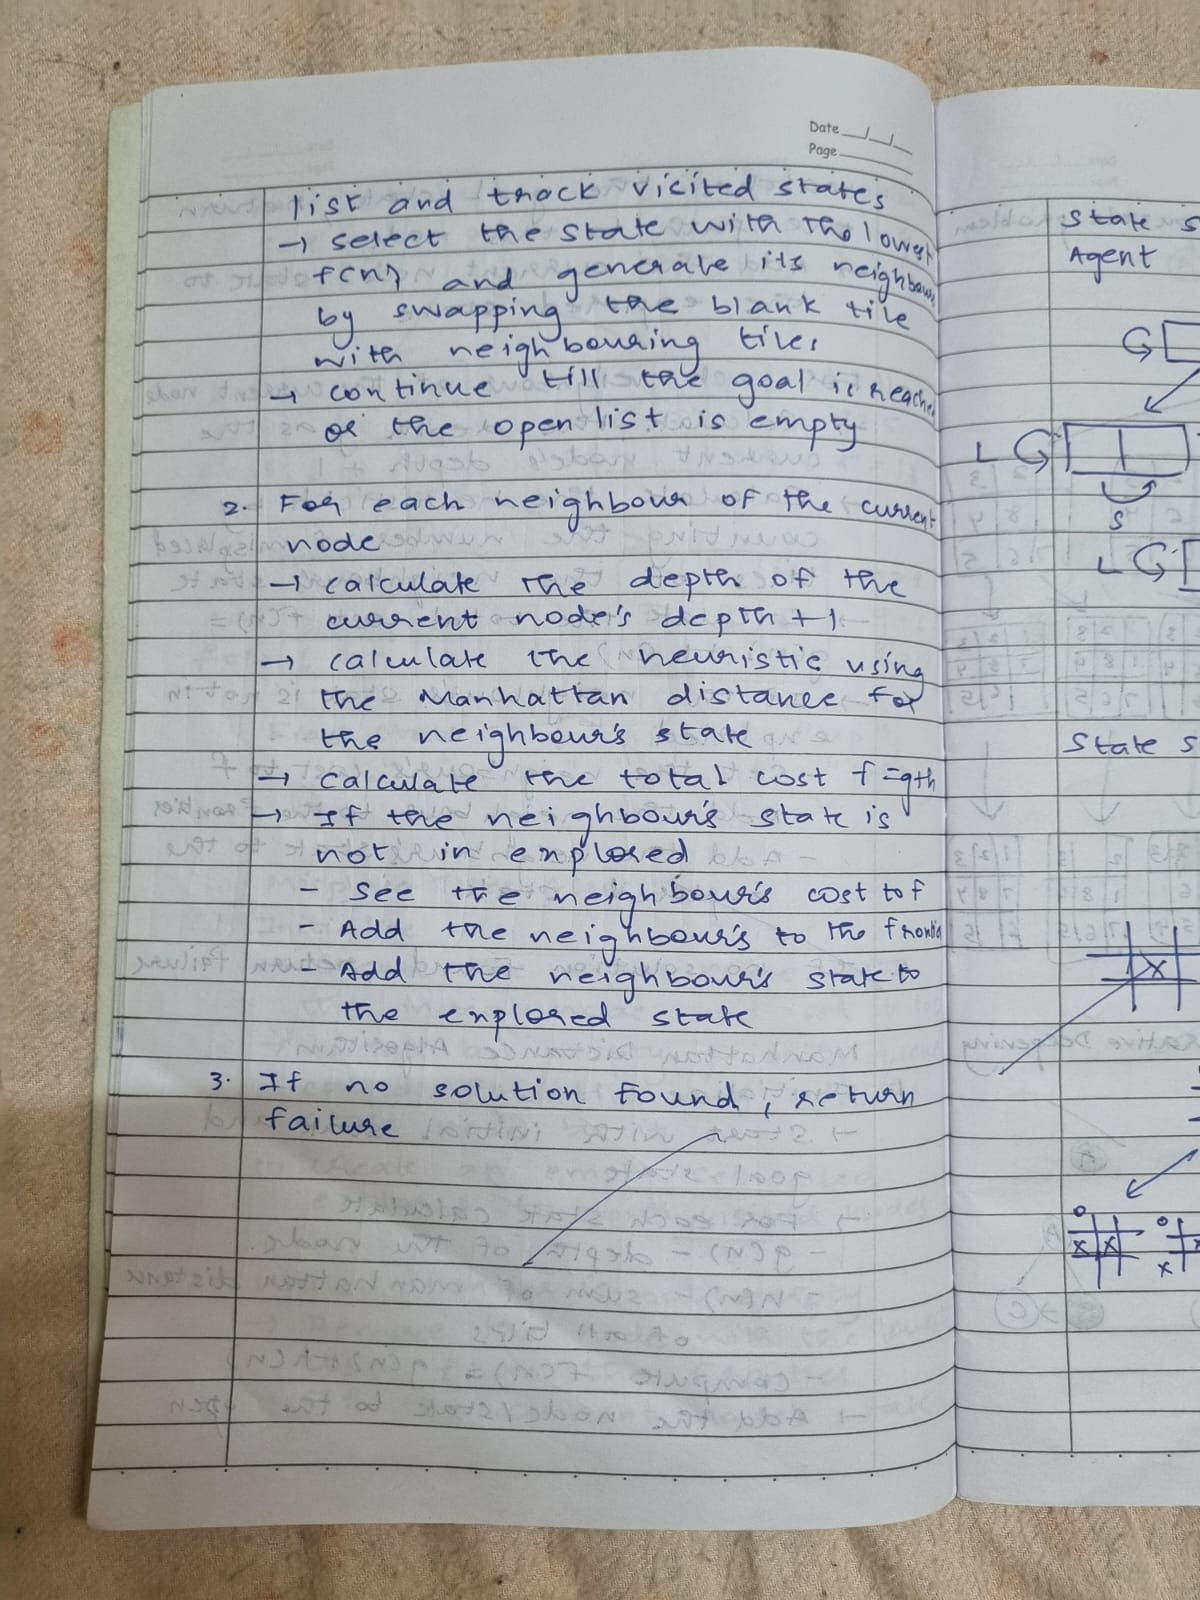 Date
Page
list and track vicited states
→ select the state with the lowest
f(n) and generate its neighbours
by swapping the blank tile
with neighbouring tiles
→ continue till the goal is reached
or the open list is empty
2. For each neighbour of the current
node
→ calculate the depth of the
current node's depth + 1
→ calculate the heuristic using
the Manhattan distance for
the neighbour's state
→ calculate the total cost f = g+h
→ If the neighbour's state is
not in explored
- see the neighbour's cost to f
- Add the neighbour's to the frontier
- Add the neighbour's state to
the explored state
3. If no solution found, return
failure
State S
Agent
L
S
L
State S
X
O
X X
O
X
X